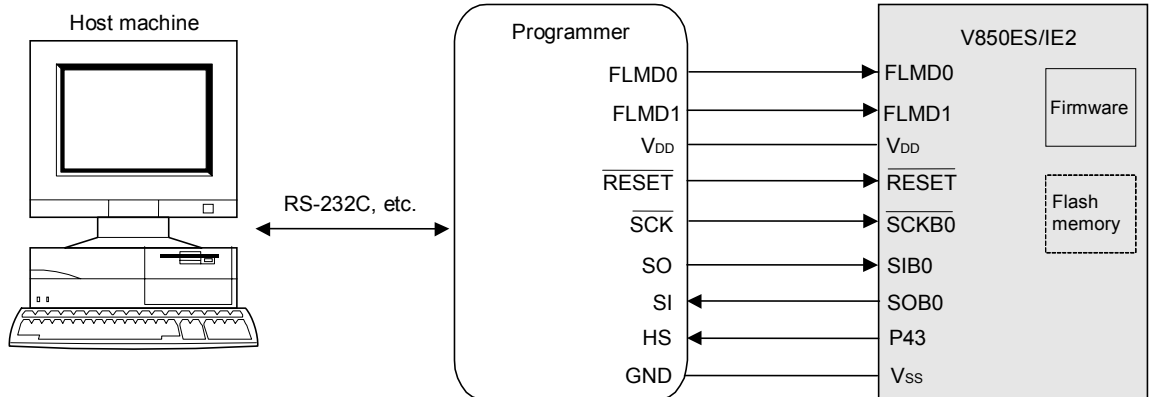 Host machine
RS-232C, etc.
Programmer
FLMD0
FLMD1
VDD
RESET
SCK
SO
SI
HS
GND
V850ES/IE2
FLMD0
FLMD1
VDD
RESET
SCKB0
SIB0
SOB0
P43
VSS
Firmware
Flash
memory